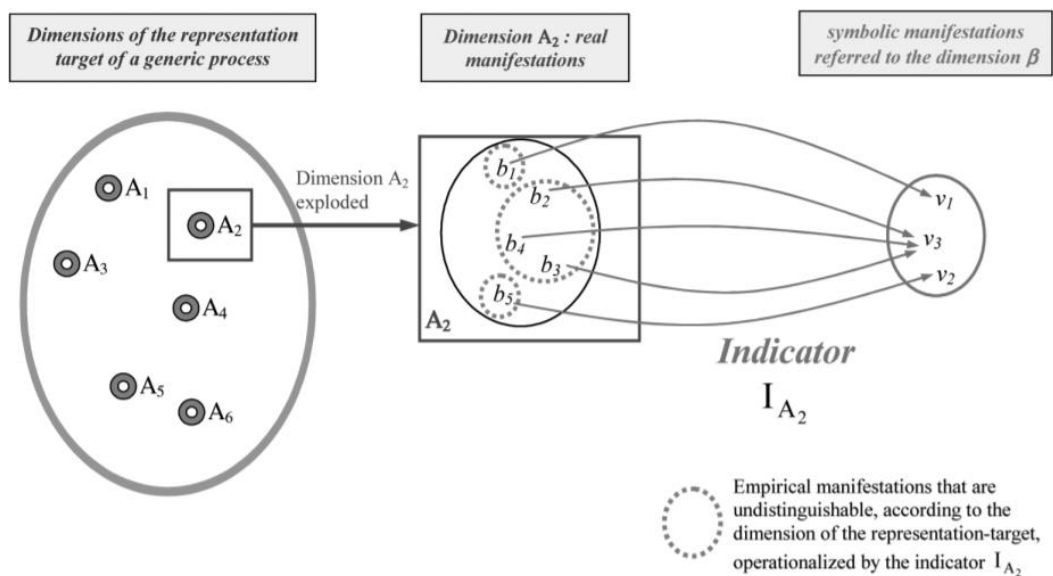 Dimensions of the representation
target of a generic process
Dimension A₂ : real
manifestations
symbolic manifestations
referred to the dimension β
A₁
A₂
A₃
A₄
A₅
A₆
Dimension A₂
exploded
b₁
b₂
b₄
b₃
b₅
A₂
v₁
v₃
v₂
Indicator
I A₂
Empirical manifestations that are
undistinguishable, according to the
dimension of the representation-target,
operationalized by the indicator I A₂